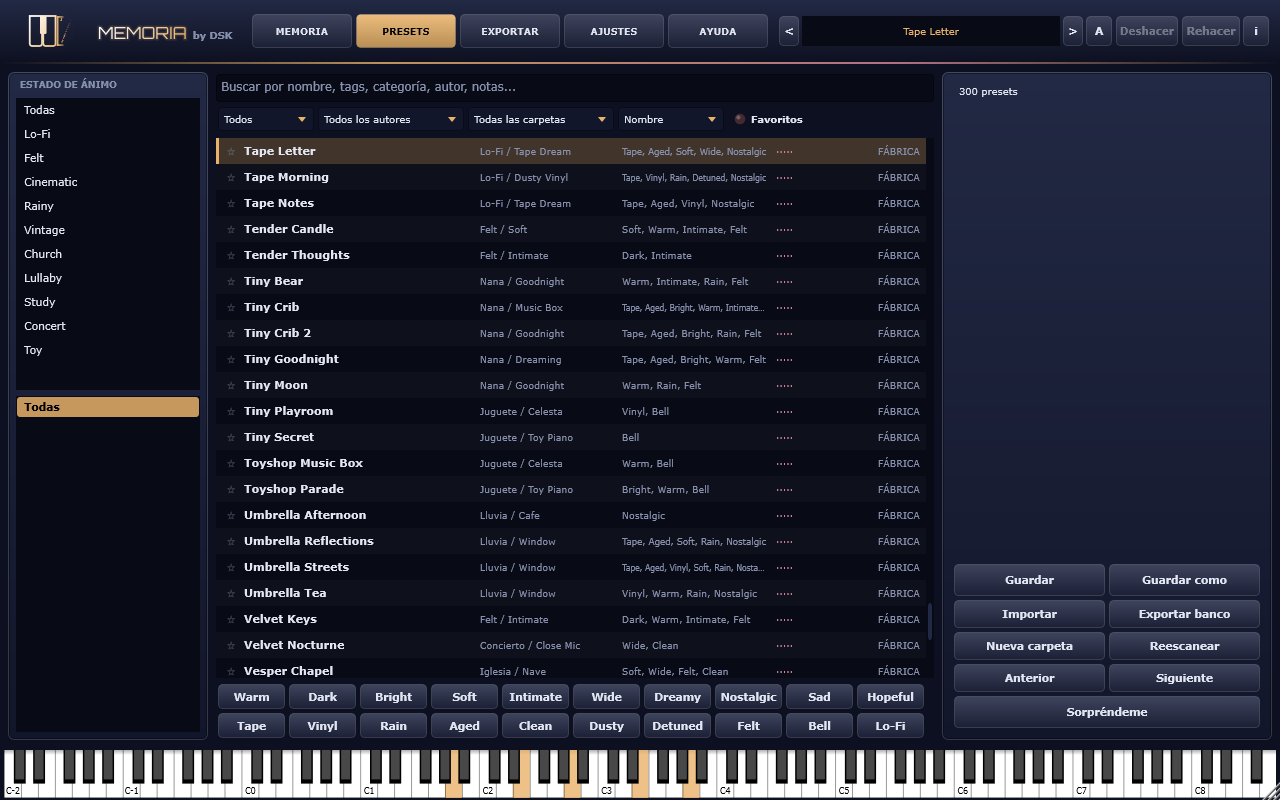 MEMORIA by DSK
MEMORIA PRESETS EXPORTAR AJUSTES AYUDA < Tape Letter > A Deshacer Rehacer i
ESTADO DE ÁNIMO
Todas
Lo-Fi
Felt
Cinematic
Rainy
Vintage
Church
Lullaby
Study
Concert
Toy
Todas
Buscar por nombre, tags, categoría, autor, notas...
Todos Todos los autores Todas las carpetas Nombre Favoritos
Tape Letter Lo-Fi / Tape Dream Tape, Aged, Soft, Wide, Nostalgic FÁBRICA
Tape Morning Lo-Fi / Dusty Vinyl Tape, Vinyl, Rain, Detuned, Nostalgic FÁBRICA
Tape Notes Lo-Fi / Tape Dream Tape, Aged, Vinyl, Nostalgic FÁBRICA
Tender Candle Felt / Soft Soft, Warm, Intimate, Felt FÁBRICA
Tender Thoughts Felt / Intimate Dark, Intimate FÁBRICA
Tiny Bear Nana / Goodnight Warm, Intimate, Rain, Felt FÁBRICA
Tiny Crib Nana / Music Box Tape, Aged, Bright, Warm, Intimate... FÁBRICA
Tiny Crib 2 Nana / Goodnight Tape, Aged, Bright, Rain, Felt FÁBRICA
Tiny Goodnight Nana / Dreaming Tape, Aged, Bright, Warm, Felt FÁBRICA
Tiny Moon Nana / Goodnight Warm, Rain, Felt FÁBRICA
Tiny Playroom Juguete / Celesta Vinyl, Bell FÁBRICA
Tiny Secret Juguete / Toy Piano Bell FÁBRICA
Toyshop Music Box Juguete / Celesta Warm, Bell FÁBRICA
Toyshop Parade Juguete / Toy Piano Bright, Warm, Bell FÁBRICA
Umbrella Afternoon Lluvia / Cafe Nostalgic FÁBRICA
Umbrella Reflections Lluvia / Window Tape, Aged, Soft, Rain, Nostalgic FÁBRICA
Umbrella Streets Lluvia / Window Tape, Aged, Vinyl, Soft, Rain, Nosta... FÁBRICA
Umbrella Tea Lluvia / Window Vinyl, Warm, Rain, Nostalgic FÁBRICA
Velvet Keys Felt / Intimate Dark, Warm, Intimate, Felt FÁBRICA
Velvet Nocturne Concierto / Close Mic Wide, Clean FÁBRICA
Vesper Chapel Iglesia / Nave Soft, Wide, Felt, Clean FÁBRICA
Warm Dark Bright Soft Intimate Wide Dreamy Nostalgic Sad Hopeful
Tape Vinyl Rain Aged Clean Dusty Detuned Felt Bell Lo-Fi
300 presets
Guardar Guardar como
Importar Exportar banco
Nueva carpeta Reescanear
Anterior Siguiente
Sorpréndeme
C-2 C-1 C0 C1 C2 C3 C4 C5 C6 C7 C8